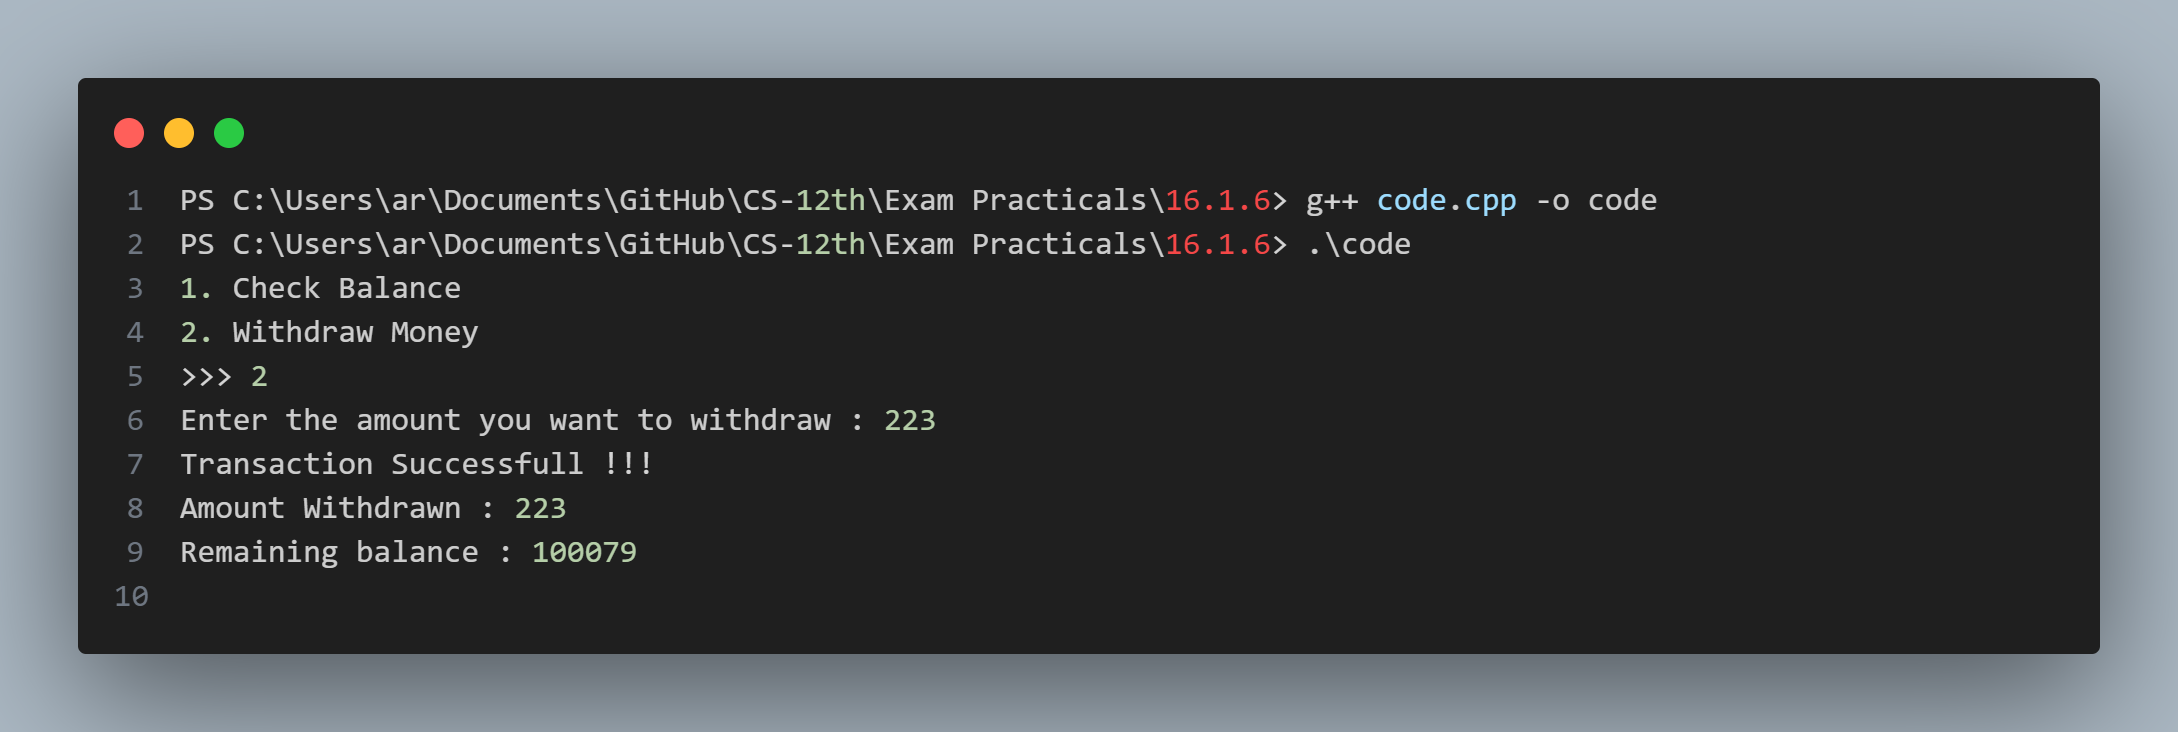 1 PS C:\Users\ar\Documents\GitHub\CS-12th\Exam Practicals\16.1.6> g++ code.cpp -o code
2 PS C:\Users\ar\Documents\GitHub\CS-12th\Exam Practicals\16.1.6> .\code
3 1. Check Balance
4 2. Withdraw Money
5 >>> 2
6 Enter the amount you want to withdraw : 223
7 Transaction Successfull !!!
8 Amount Withdrawn : 223
9 Remaining balance : 100079
10